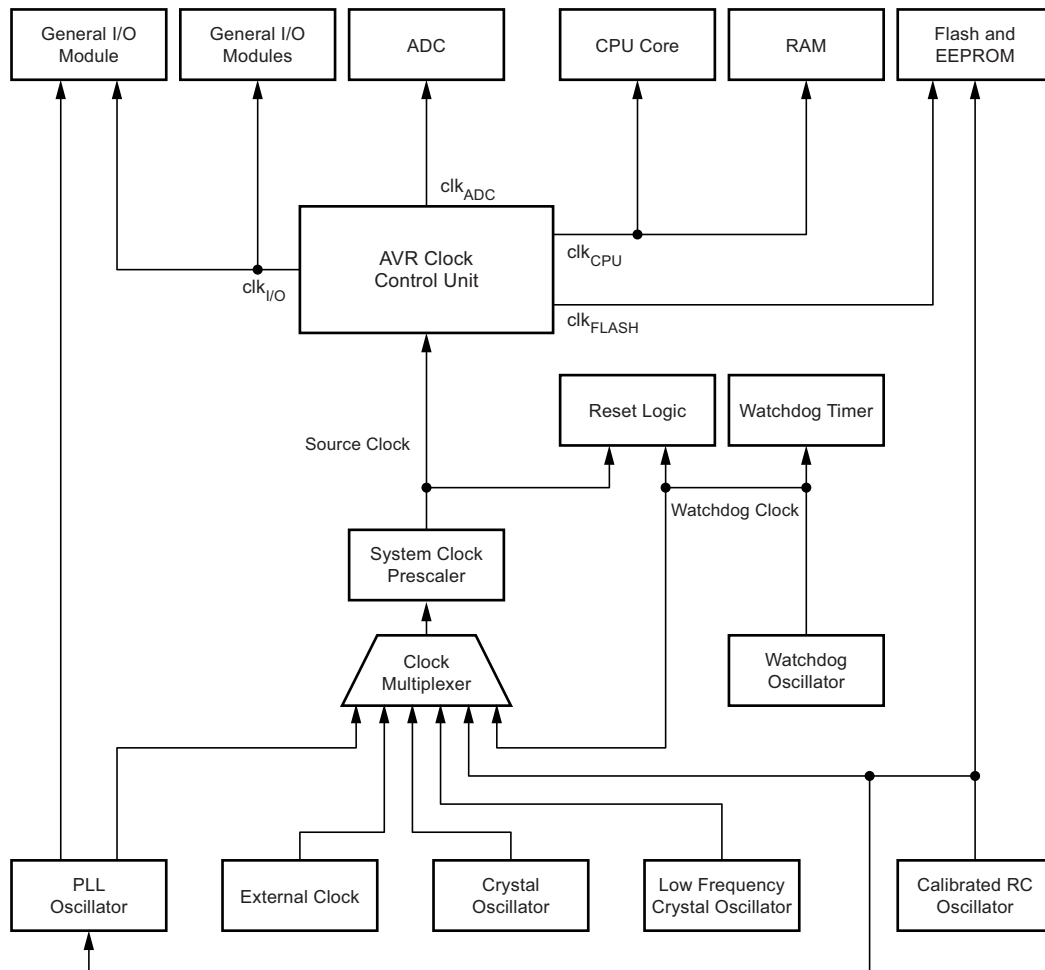 General I/O
Module
General I/O
Modules
ADC
CPU Core
RAM
Flash and
EEPROM
clkADC
AVR Clock
Control Unit
clkCPU
clkI/O
clkFLASH
Reset Logic
Watchdog Timer
Source Clock
Watchdog Clock
System Clock
Prescaler
Clock
Multiplexer
Watchdog
Oscillator
PLL
Oscillator
External Clock
Crystal
Oscillator
Low Frequency
Crystal Oscillator
Calibrated RC
Oscillator